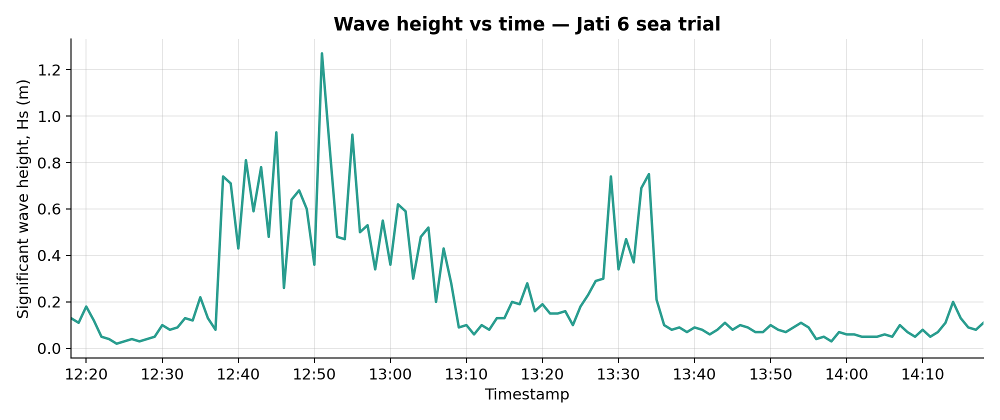 Wave height vs time — Jati 6 sea trial
Significant wave height, Hs (m)
1.2
1.0
0.8
0.6
0.4
0.2
0.0
12:20 12:30 12:40 12:50 13:00 13:10 13:20 13:30 13:40 13:50 14:00 14:10
Timestamp